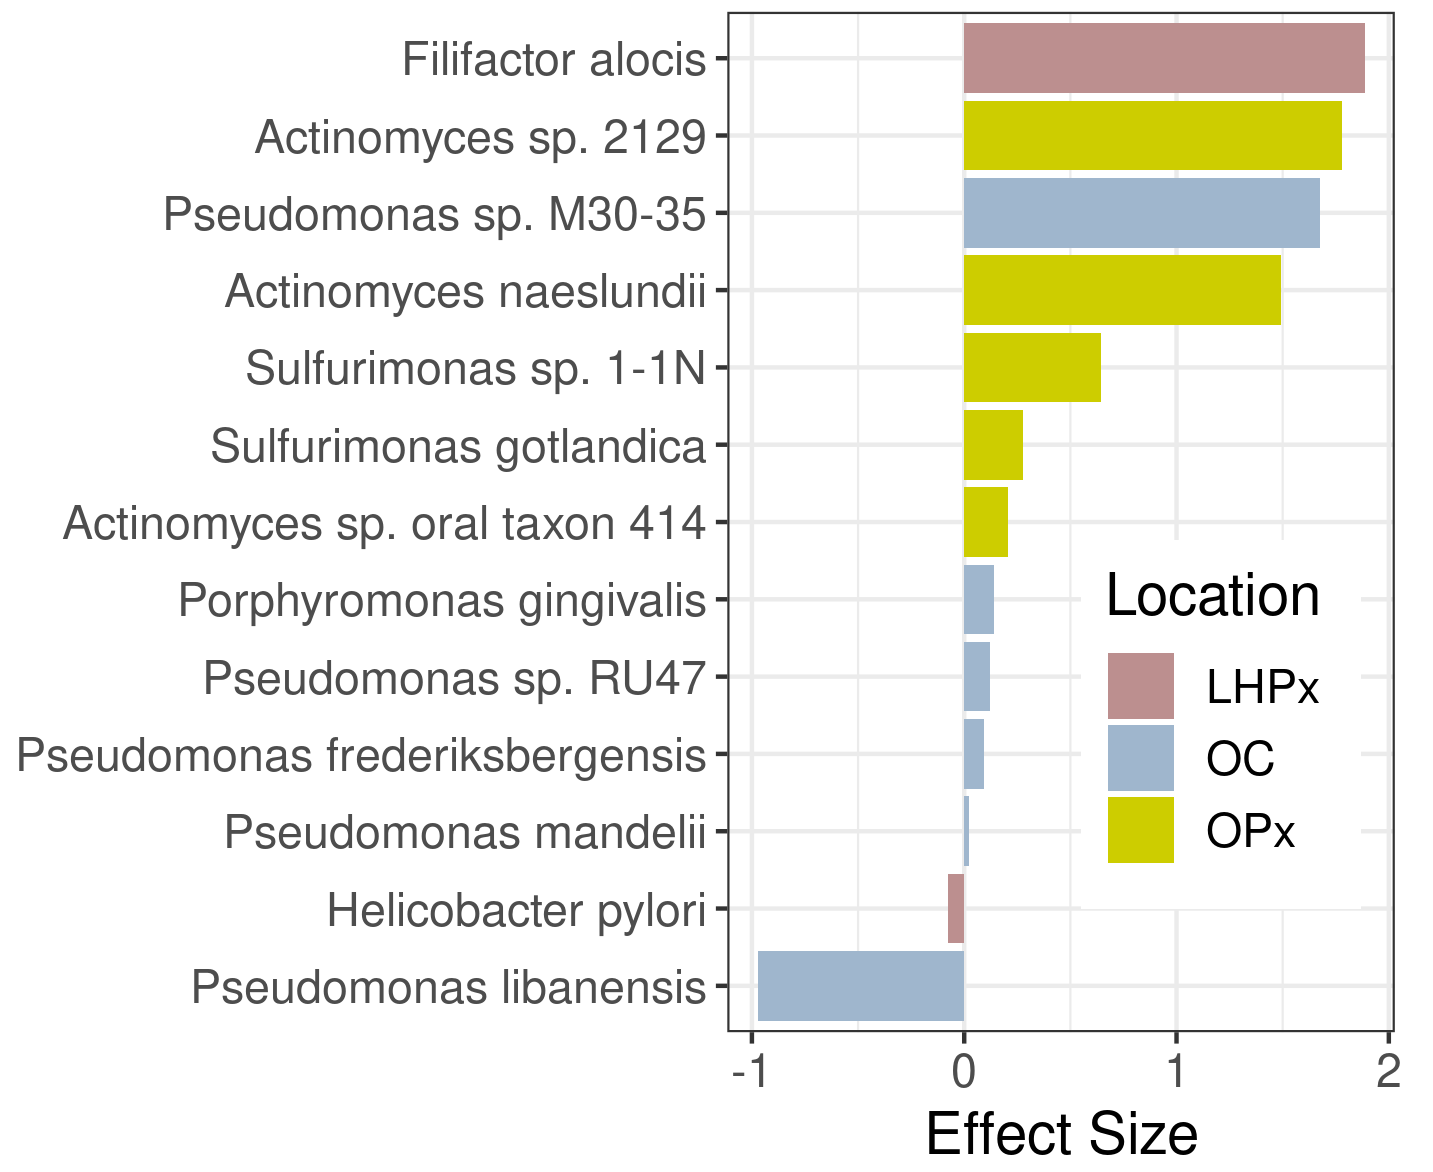 Filifactor alocis
Actinomyces sp. 2129
Pseudomonas sp. M30-35
Actinomyces naeslundii
Sulfurimonas sp. 1-1N
Sulfurimonas gotlandica
Actinomyces sp. oral taxon 414
Porphyromonas gingivalis
Pseudomonas sp. RU47
Pseudomonas frederiksbergensis
Pseudomonas mandelii
Helicobacter pylori
Pseudomonas libanensis
Location
LHPx
OC
OPx
-1 0 1 2
Effect Size